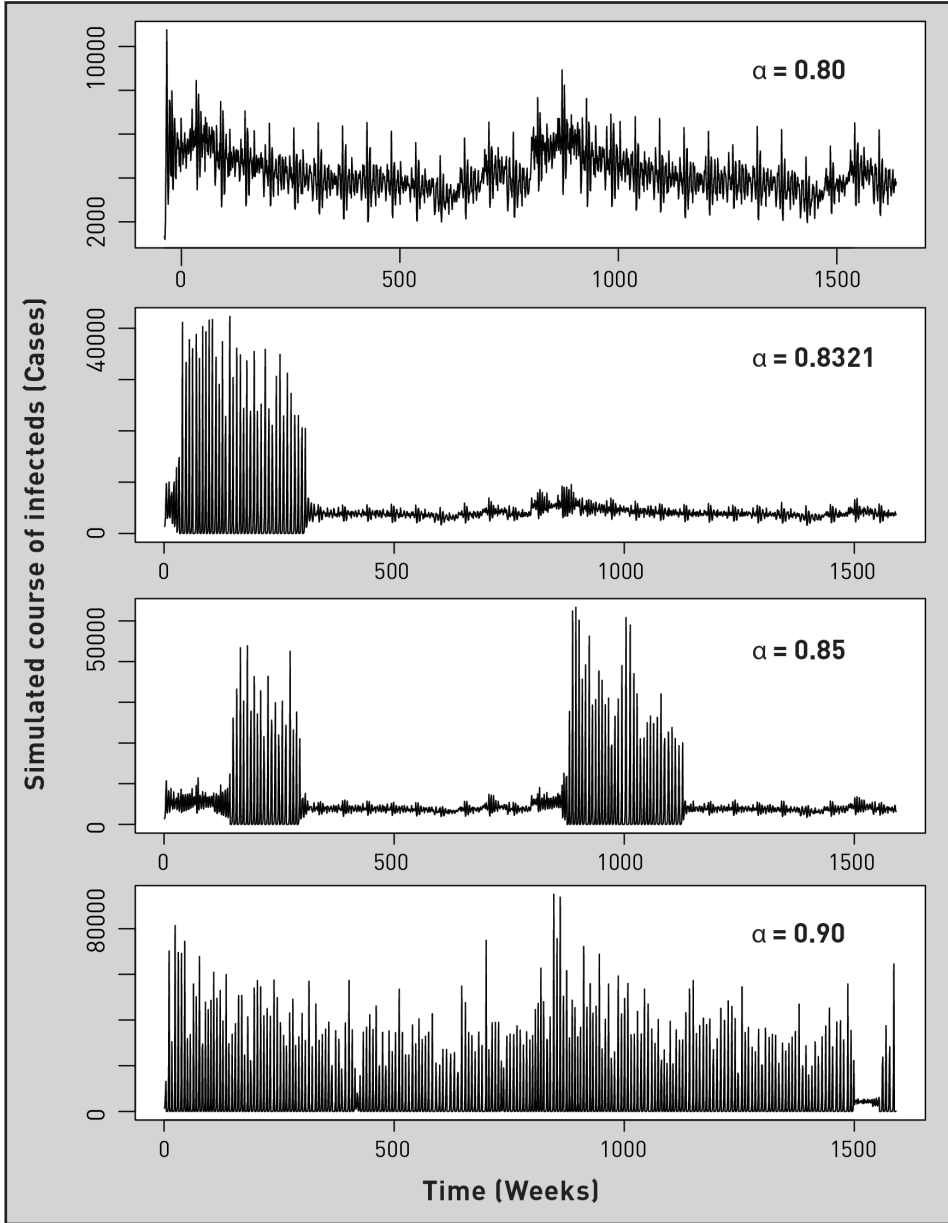 Simulated course of infecteds (Cases)
10000
2000
α = 0.80
0 500 1000 1500
40000
0
α = 0.8321
0 500 1000 1500
50000
0
α = 0.85
0 500 1000 1500
80000
0
α = 0.90
0 500 1000 1500
Time (Weeks)